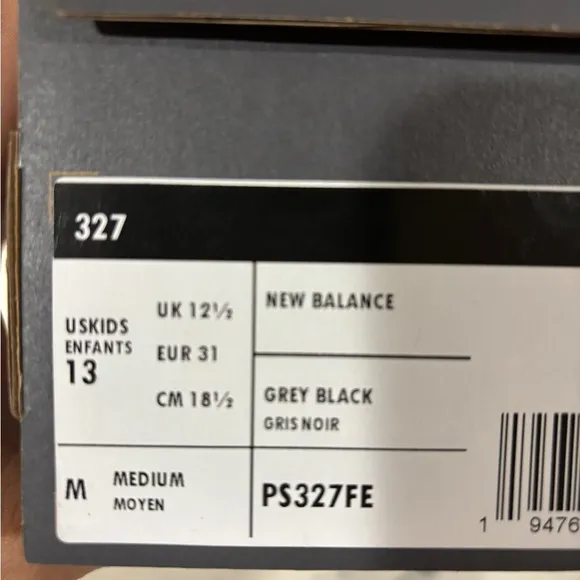 327
USKIDS
ENFANTS
13
UK 12½
EUR 31
CM 18½
NEW BALANCE
GREY BLACK
GRIS NOIR
M
MEDIUM
MOYEN
PS327FE
1 9476